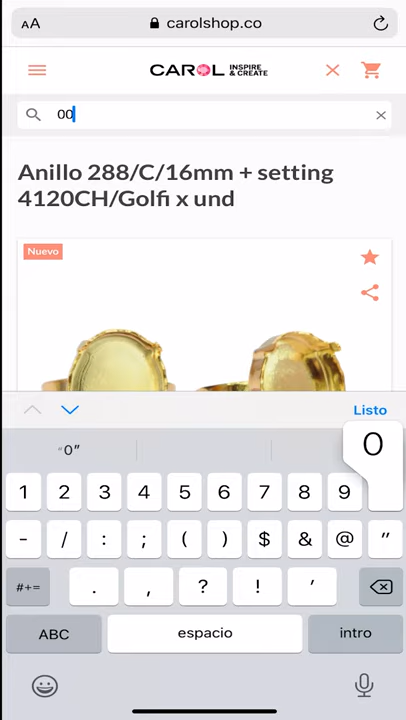 AA carolshop.co
CAROL INSPIRE & CREATE
00
Anillo 288/C/16mm + setting
4120CH/Golfi x und
Nuevo
Listo
0
"0"
1 2 3 4 5 6 7 8 9
- / : ; ( ) $ & @ "
#+= . , ? ! '
ABC espacio intro